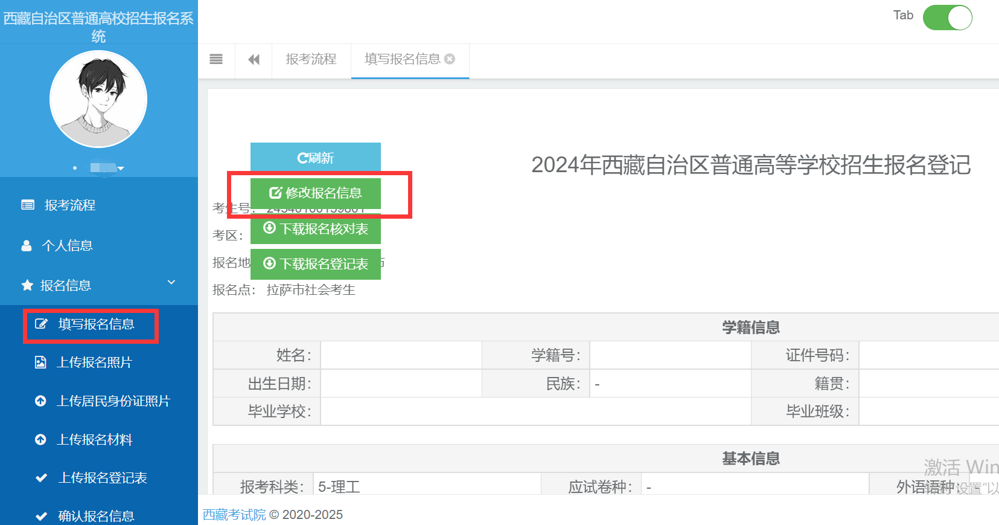 西藏自治区普通高校招生报名系
统
Tab
报考流程
填写报名信息
报考流程
个人信息
报名信息
填写报名信息
上传报名照片
上传居民身份证照片
上传报名材料
上传报名登记表
确认报名信息
刷新
2024年西藏自治区普通高等学校招生报名登记
修改报名信息
考生号:
下载报名核对表
考区:
下载报名登记表
报名地
报名点: 拉萨市社会考生
学籍信息
姓名: 学籍号: 证件号码:
出生日期: 民族: - 籍贯:
毕业学校: 毕业班级:
基本信息
报考科类: 5-理工 应试卷种: - 外语语种: -
激活 Win
西藏考试院 © 2020-2025